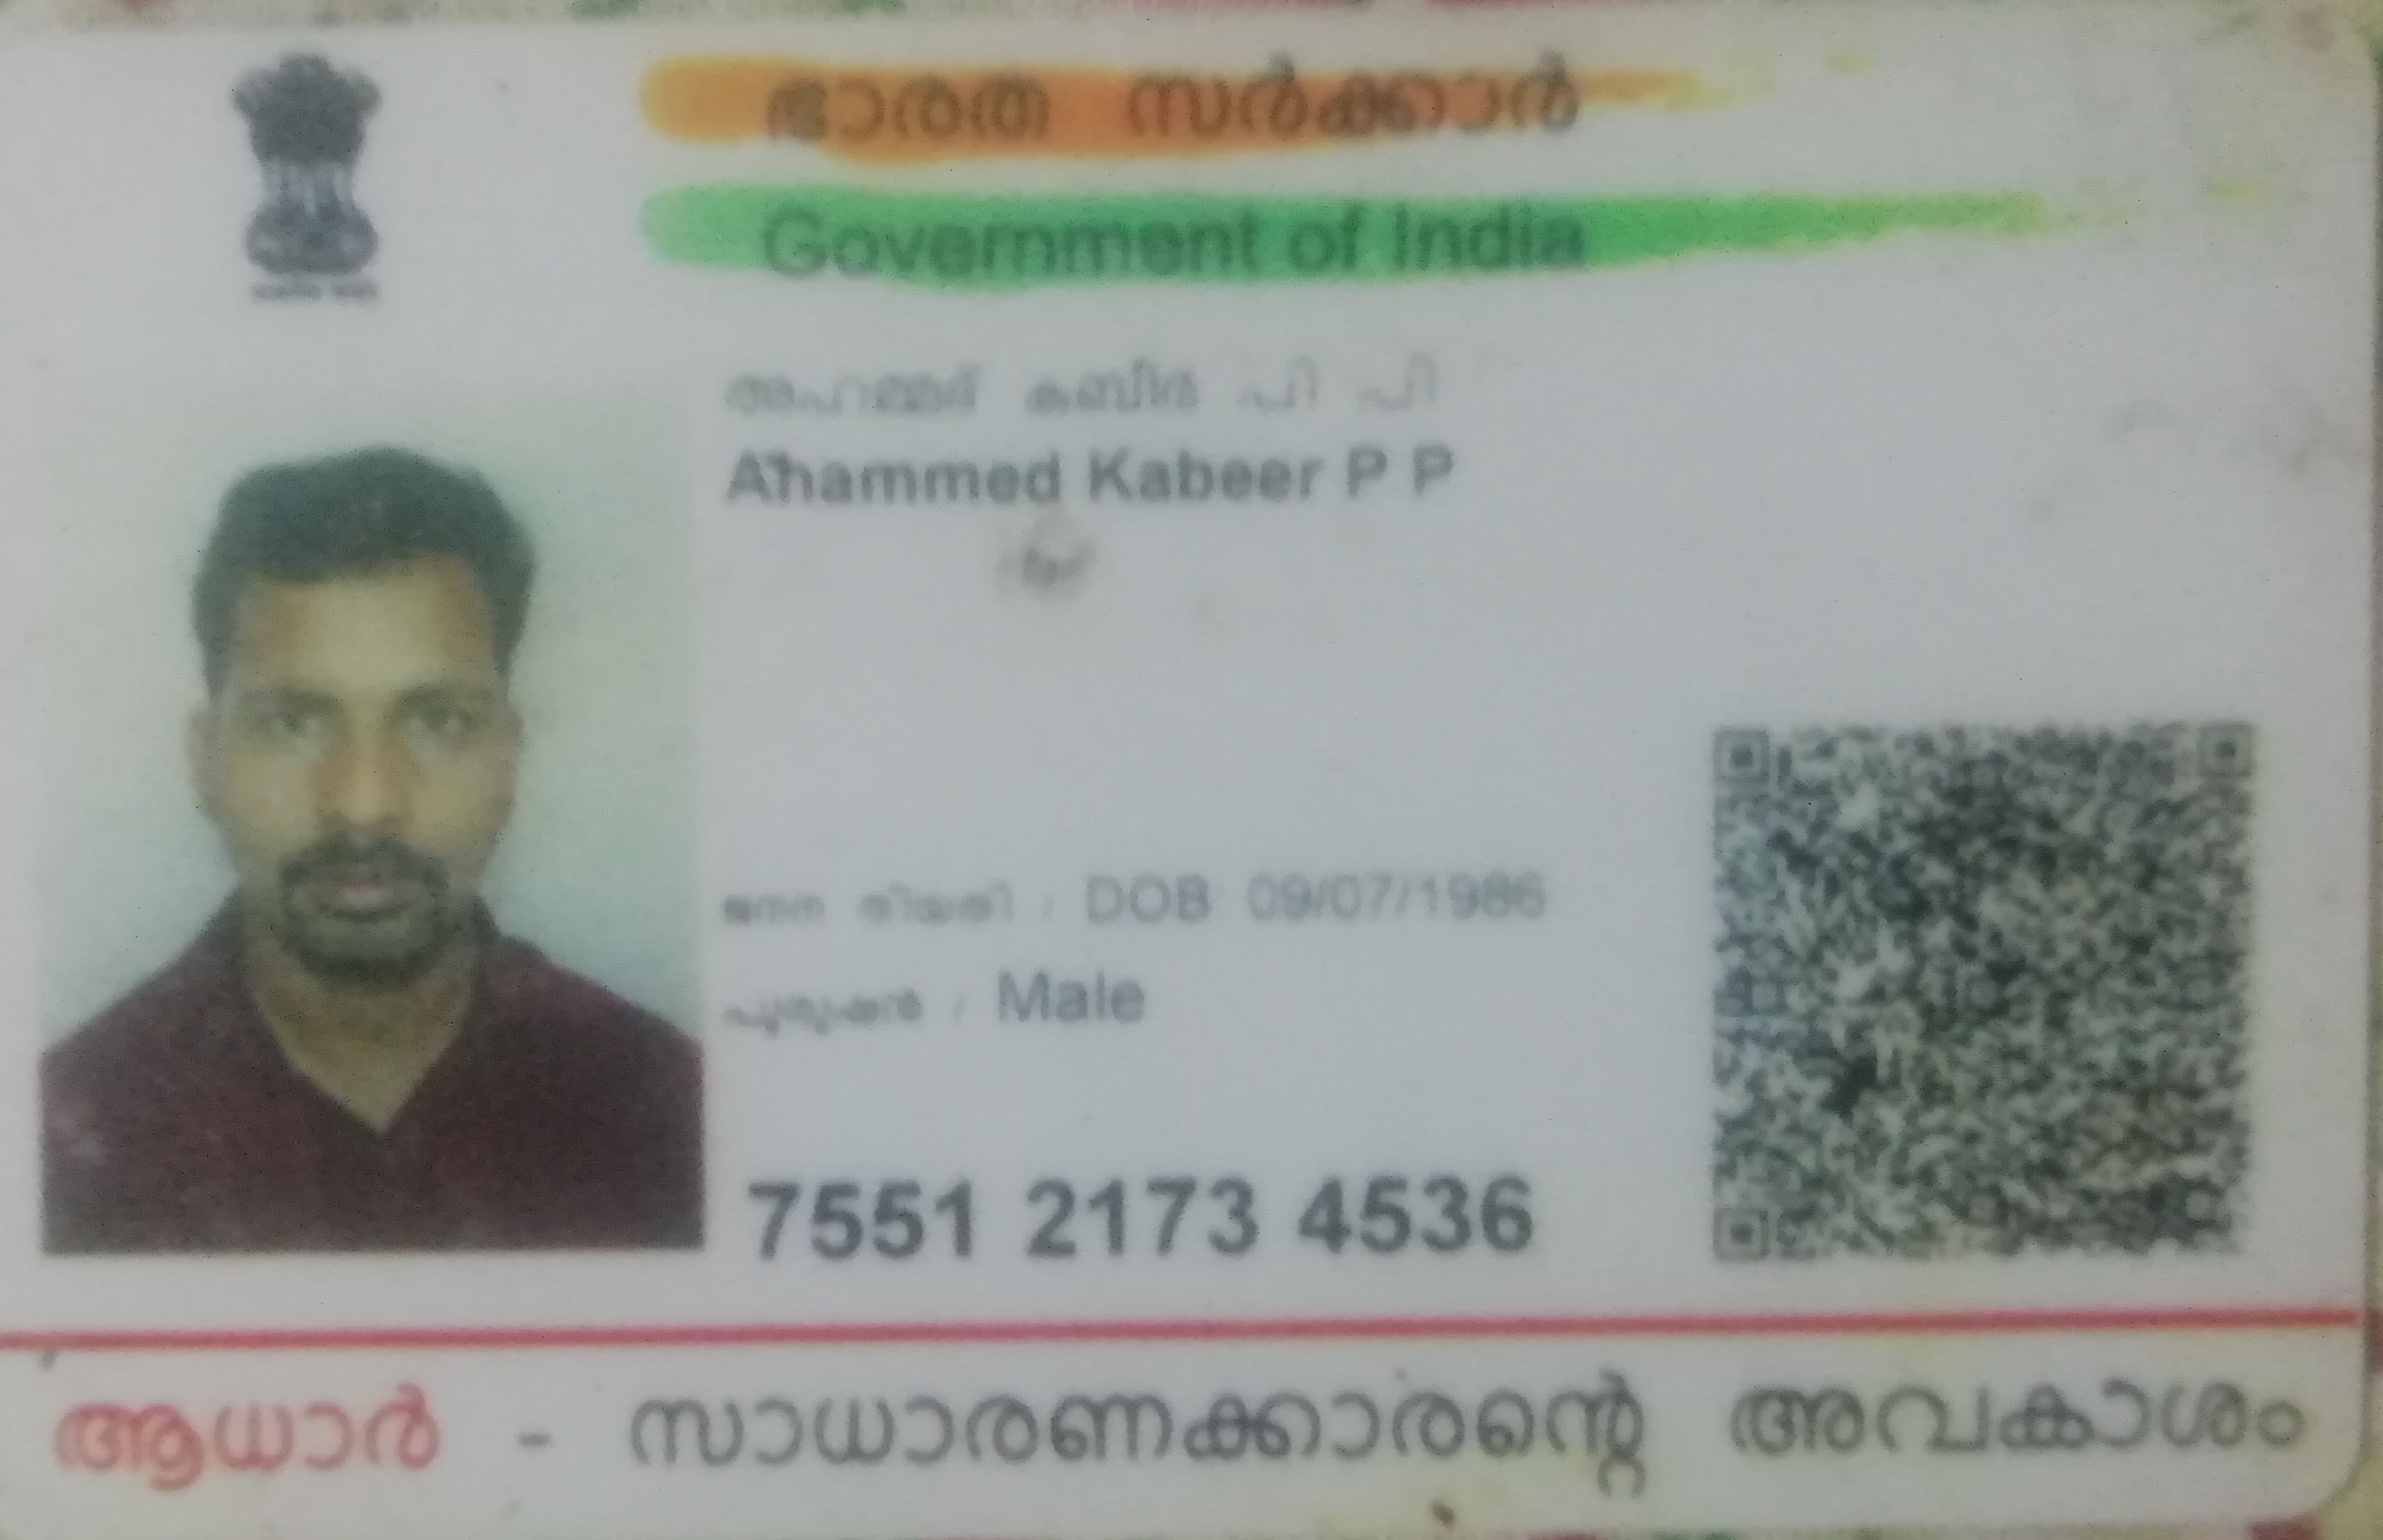 ഭാരത സർക്കാർ
Government of India
അഹമ്മദ് കബീര പി പി
Ahammed Kabeer P P
ജനന തിയതി / DOB 09/07/1986
പുരുഷൻ / Male
7551 2173 4536
ആധാർ - സാധാരണക്കാരന്റെ അവകാശം